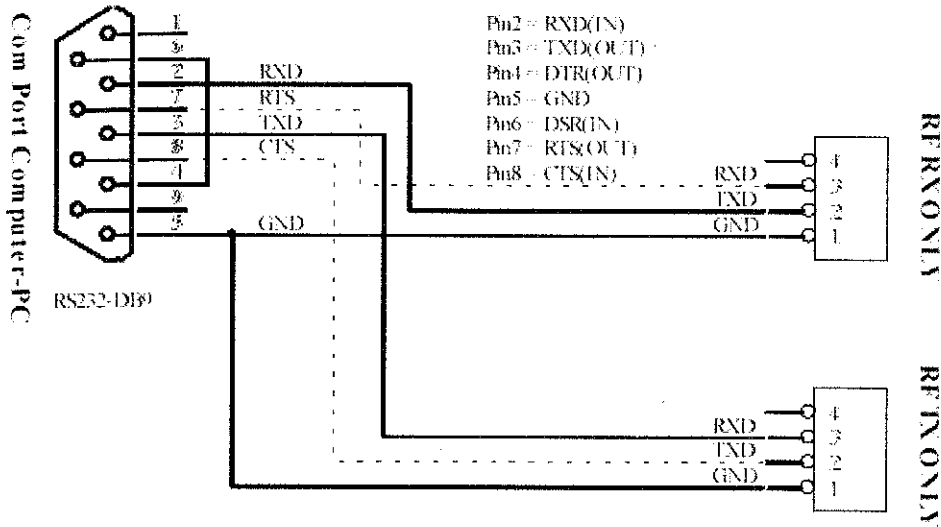 Com Port Computer-PC
1
6
2
7
3
8
4
9
5
RXD
RTS
TXD
CTS
GND
RS232-DB9
Pin2 = RXD(IN)
Pin3 = TXD(OUT)
Pin4 = DTR(OUT)
Pin5 = GND
Pin6 = DSR(IN)
Pin7 = RTS(OUT)
Pin8 = CTS(IN)
RXD
TXD
GND
4
3
2
1
RF RX ONLY
RXD
TXD
GND
4
3
2
1
RF TX ONLY